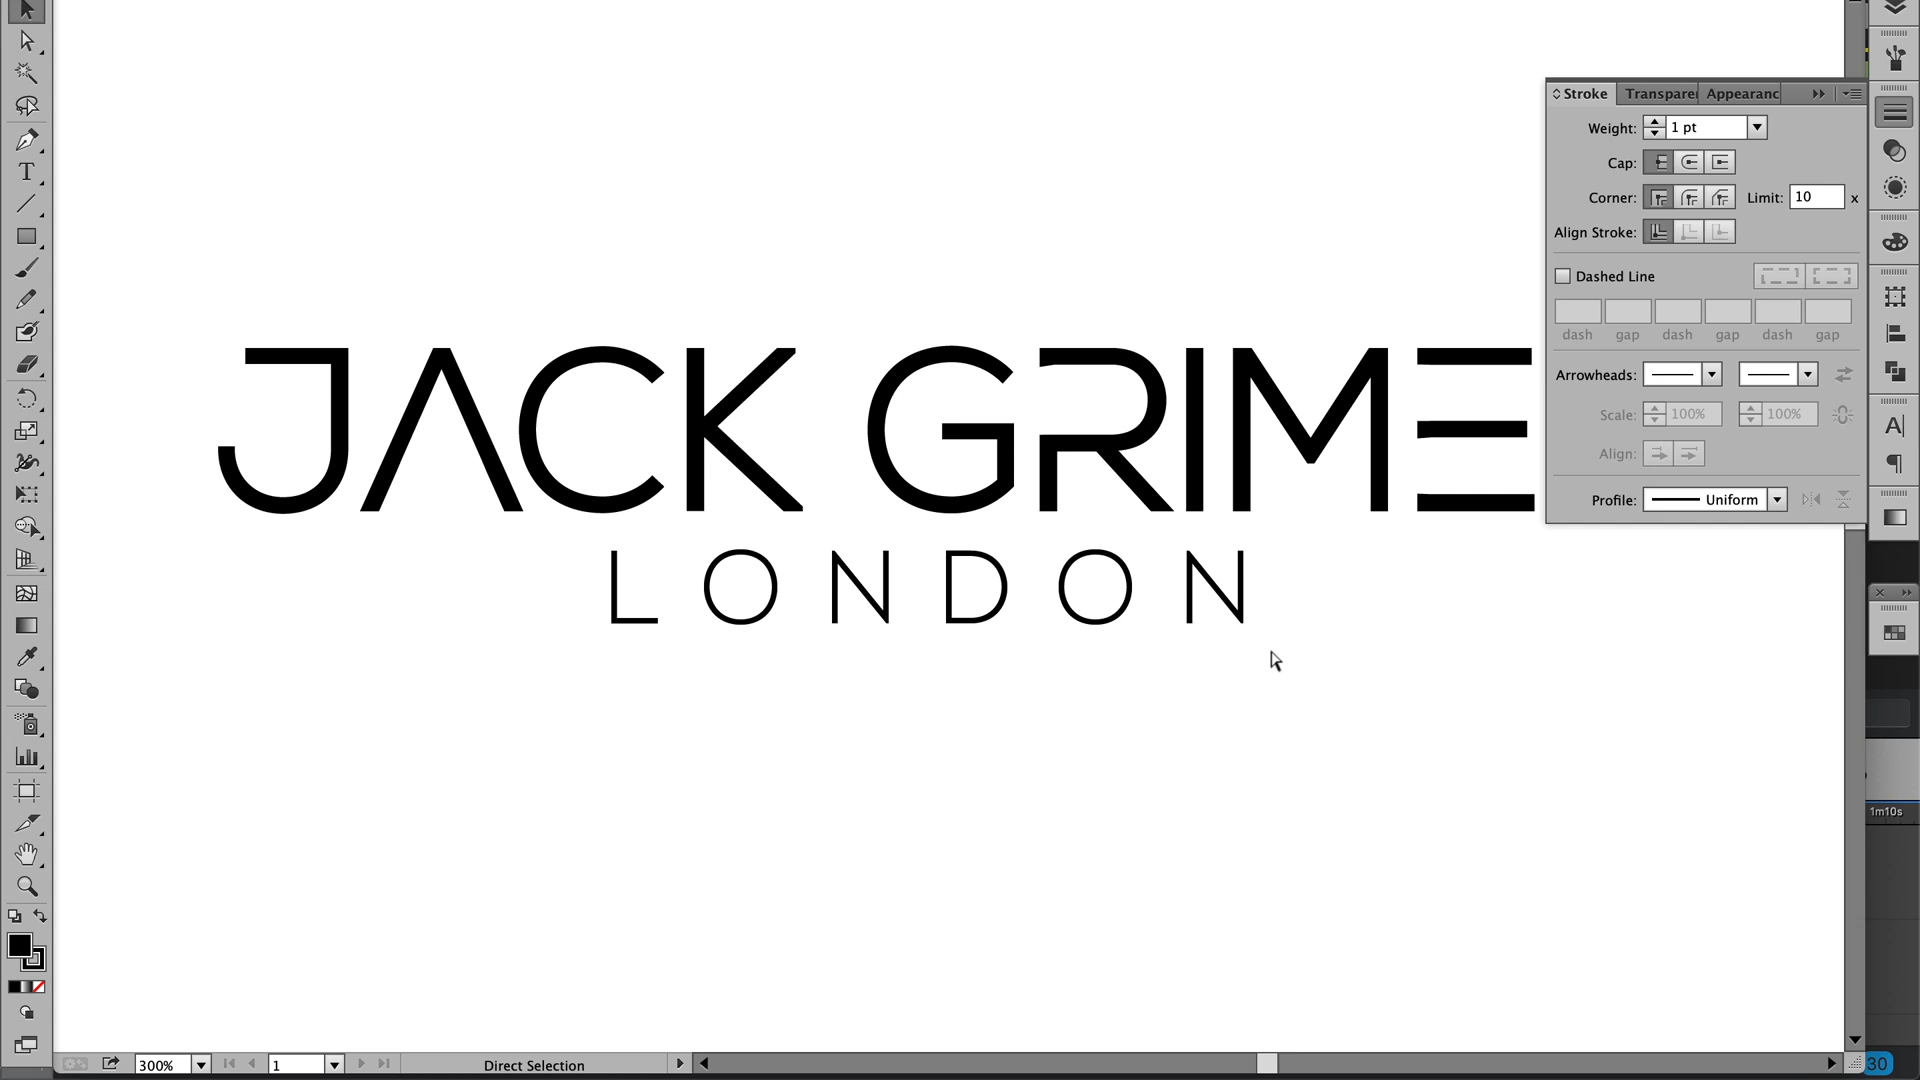 Stroke Transparen Appearanc
Weight: 1 pt
Cap:
Corner: Limit: 10 x
Align Stroke:
Dashed Line
dash gap dash gap dash gap
Arrowheads:
Scale: 100% 100%
Align:
Profile: Uniform
JACK GRIME
LONDON
T
A
1m10s
300% 1 Direct Selection
30